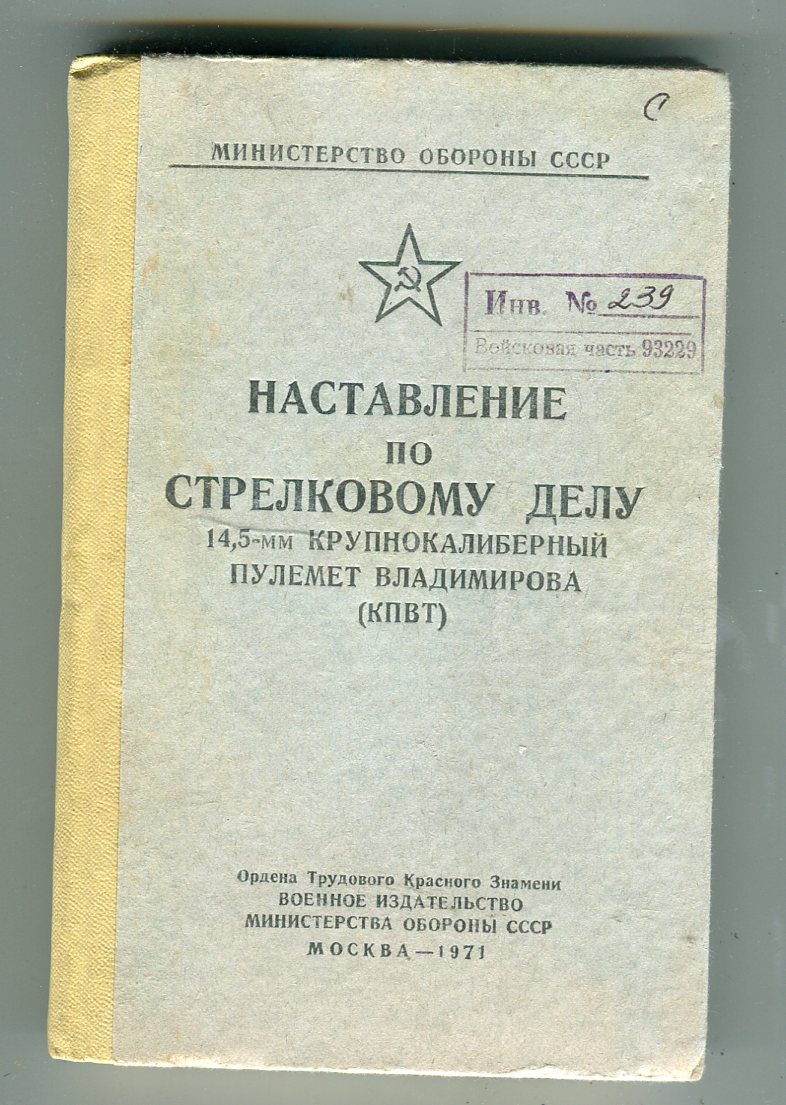 С
МИНИСТЕРСТВО ОБОРОНЫ СССР
Инв. № 239
Войсковая часть 93229
НАСТАВЛЕНИЕ
ПО
СТРЕЛКОВОМУ ДЕЛУ
14,5-мм КРУПНОКАЛИБЕРНЫЙ
ПУЛЕМЕТ ВЛАДИМИРОВА
(КПВТ)
Ордена Трудового Красного Знамени
ВОЕННОЕ ИЗДАТЕЛЬСТВО
МИНИСТЕРСТВА ОБОРОНЫ СССР
МОСКВА—1971